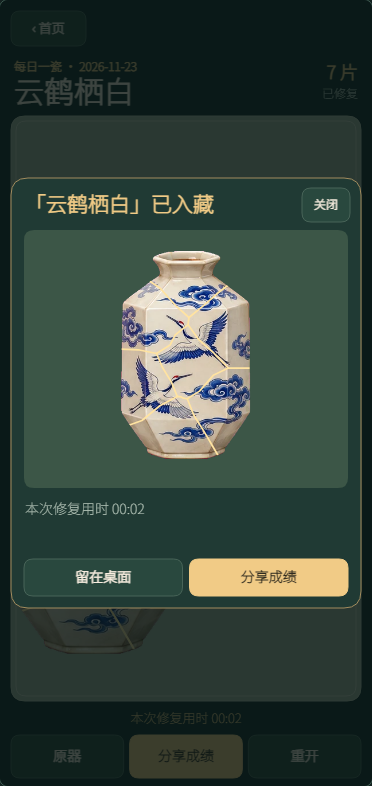 ‹ 首页
每日一瓷 · 2026-11-23
7 片
云鹤栖白
已修复
「云鹤栖白」已入藏
关闭
本次修复用时 00:02
留在桌面
分享成绩
本次修复用时 00:02
原器
分享成绩
重开